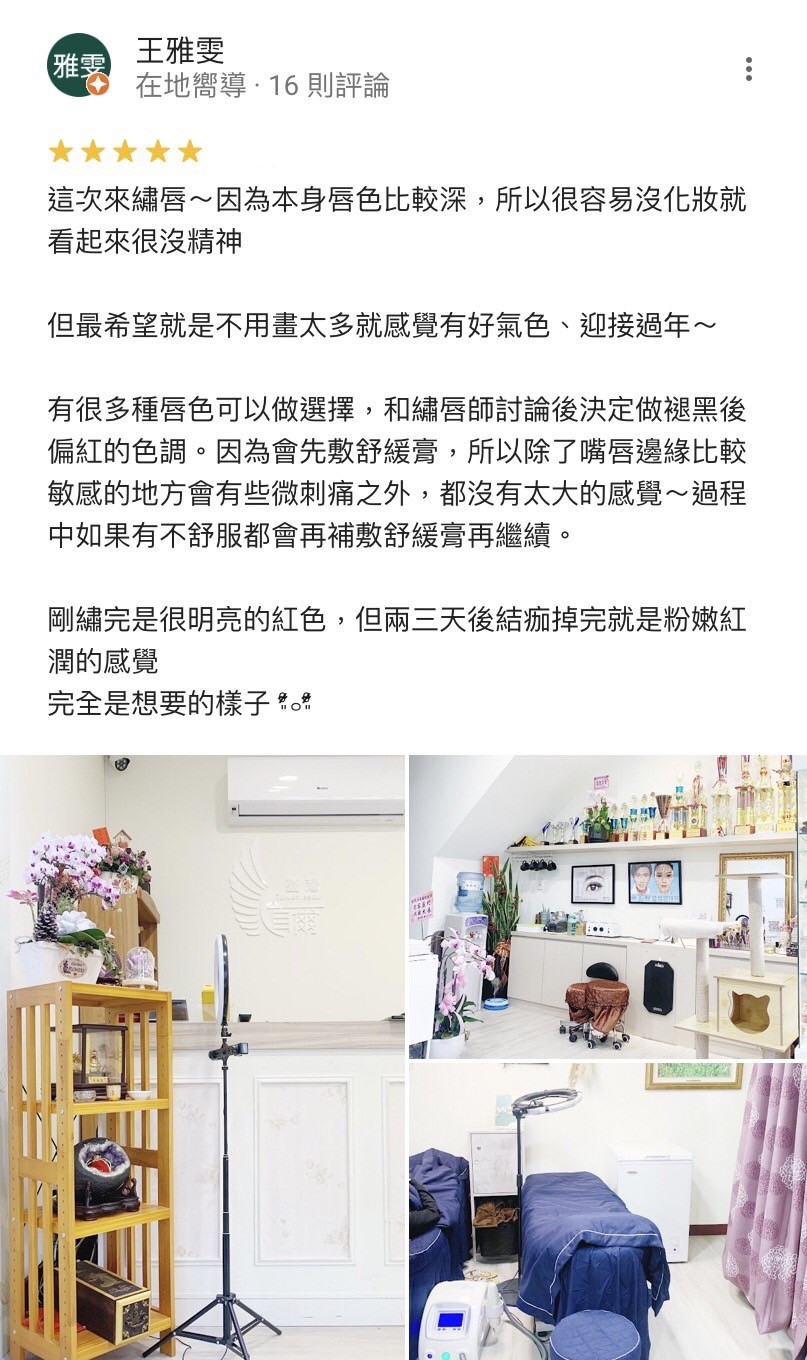 雅雯
王雅雯
在地嚮導 · 16 則評論
這次來繡唇～因為本身唇色比較深，所以很容易沒化妝就
看起來很沒精神
但最希望就是不用畫太多就感覺有好氣色、迎接過年～
有很多種唇色可以做選擇，和繡唇師討論後決定做褪黑後
偏紅的色調。因為會先敷舒緩膏，所以除了嘴唇邊緣比較
敏感的地方會有些微刺痛之外，都沒有太大的感覺～過程
中如果有不舒服都會再補敷舒緩膏再繼續。
剛繡完是很明亮的紅色，但兩三天後結痂掉完就是粉嫩紅
潤的感覺
完全是想要的樣子